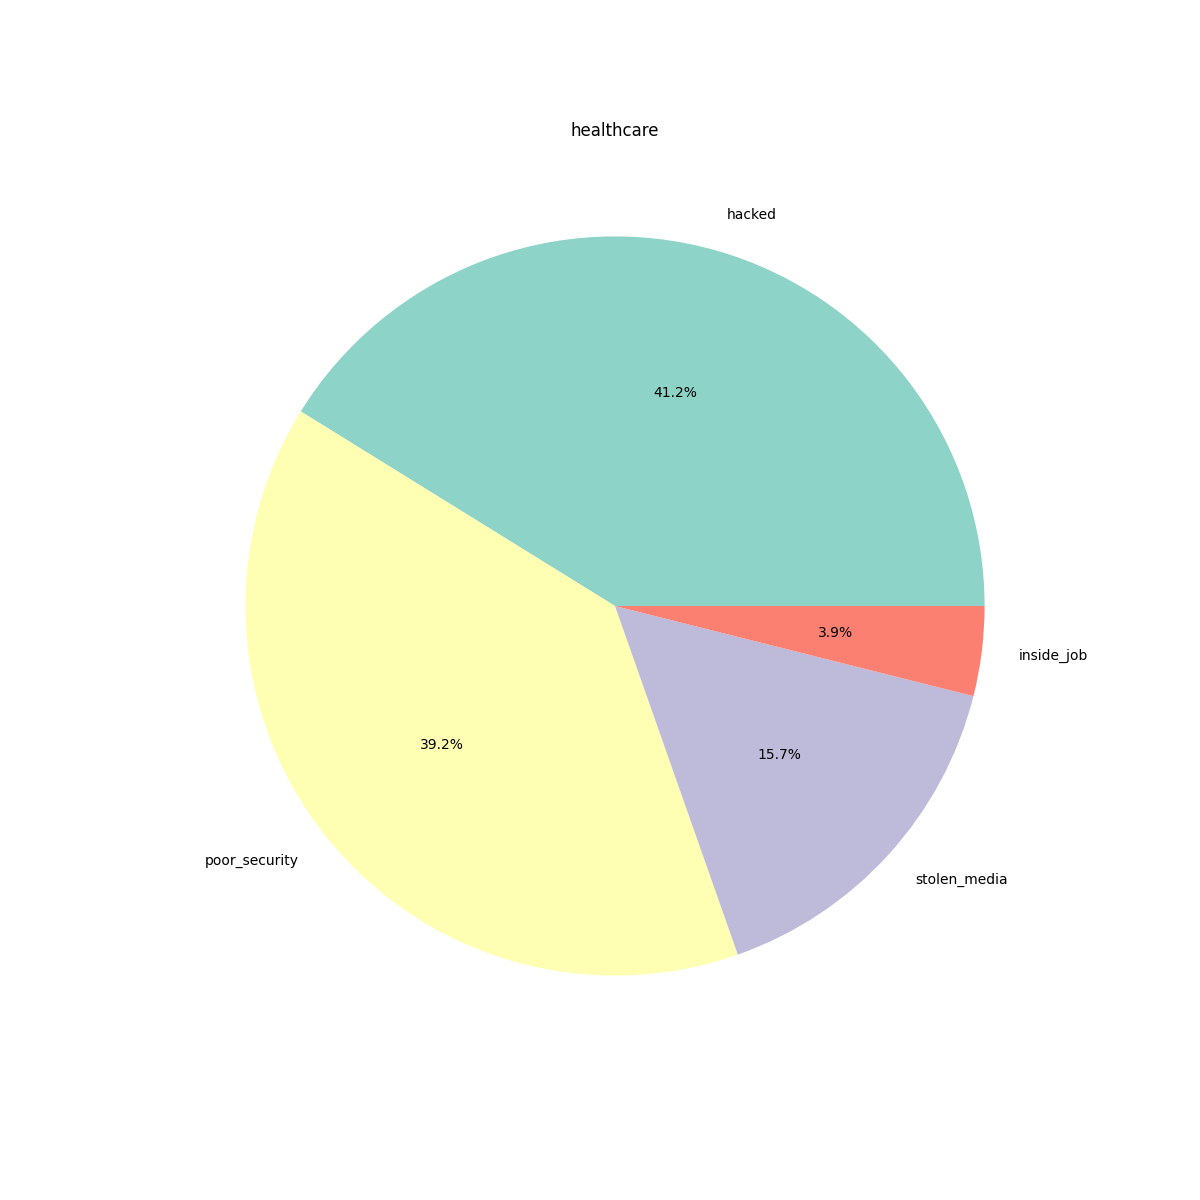 healthcare
hacked
41.2%
3.9%
inside_job
39.2%
15.7%
poor_security
stolen_media